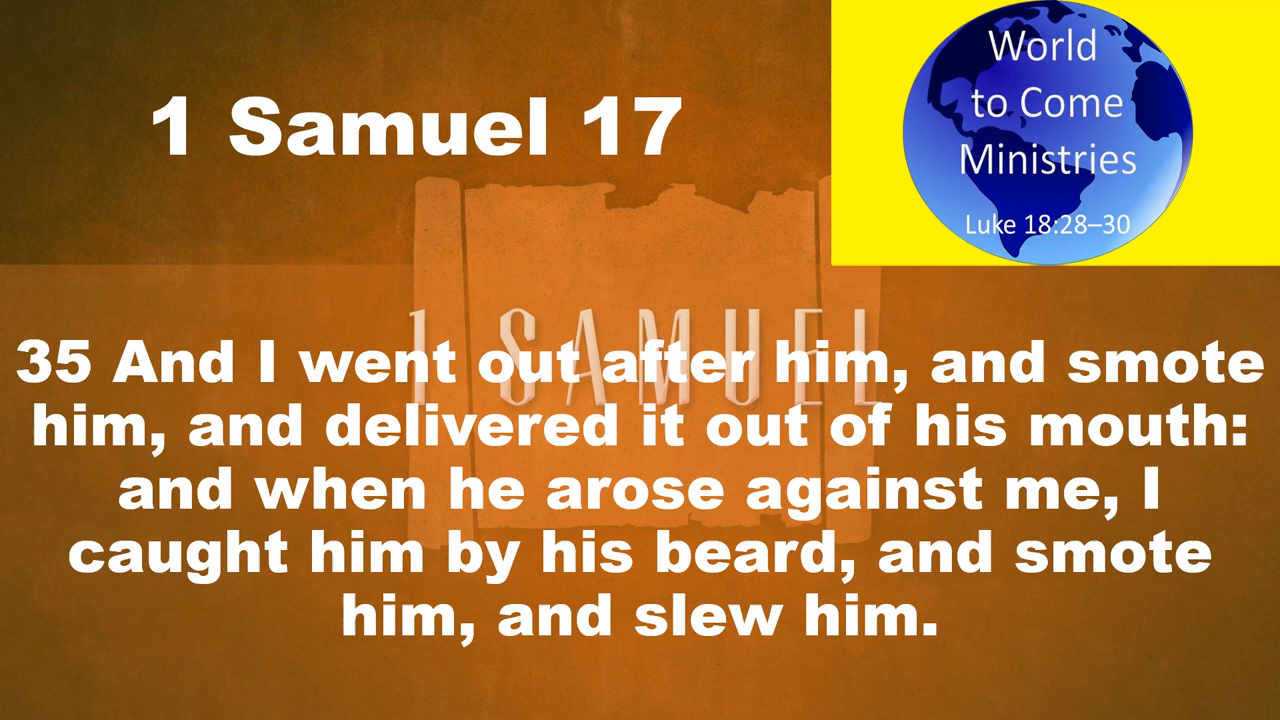 1 Samuel 17
World
to Come
Ministries
Luke 18:28–30
1 SAMUEL
35 And I went out after him, and smote
him, and delivered it out of his mouth:
and when he arose against me, I
caught him by his beard, and smote
him, and slew him.